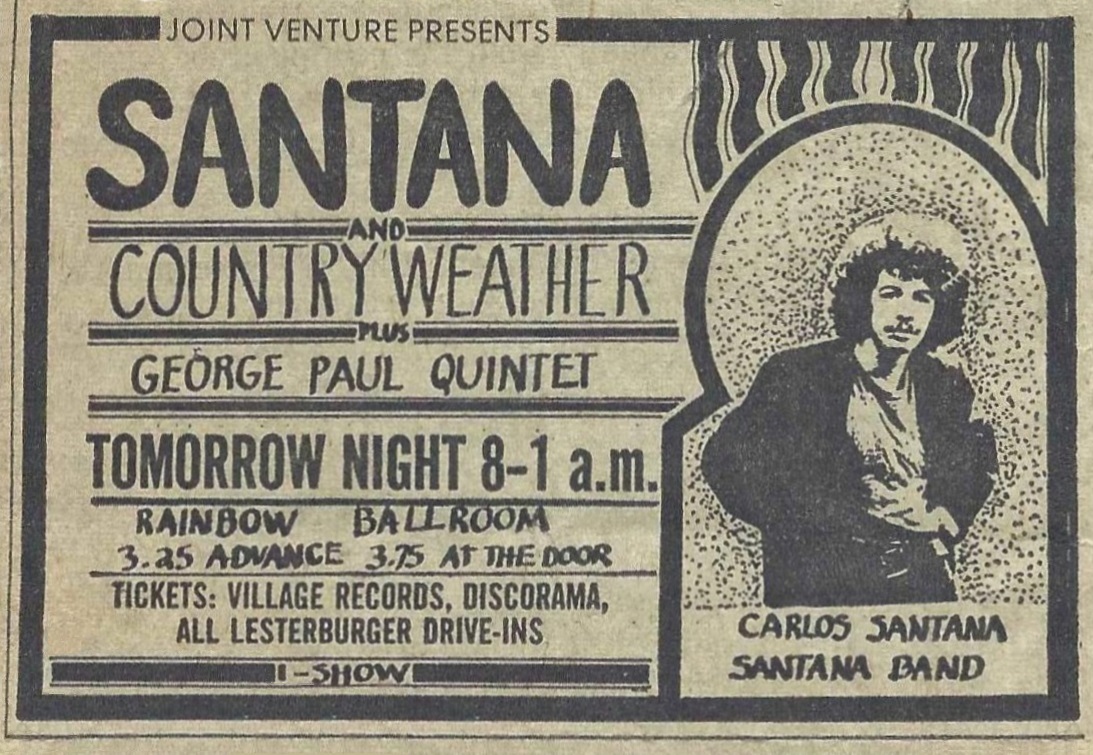 JOINT VENTURE PRESENTS
SANTANA
AND
COUNTRY WEATHER
PLUS
GEORGE PAUL QUINTET
TOMORROW NIGHT 8-1 a.m.
RAINBOW BALLROOM
3.25 ADVANCE 3.75 AT THE DOOR
TICKETS: VILLAGE RECORDS, DISCORAMA,
ALL LESTERBURGER DRIVE-INS
1-SHOW
CARLOS SANTANA
SANTANA BAND